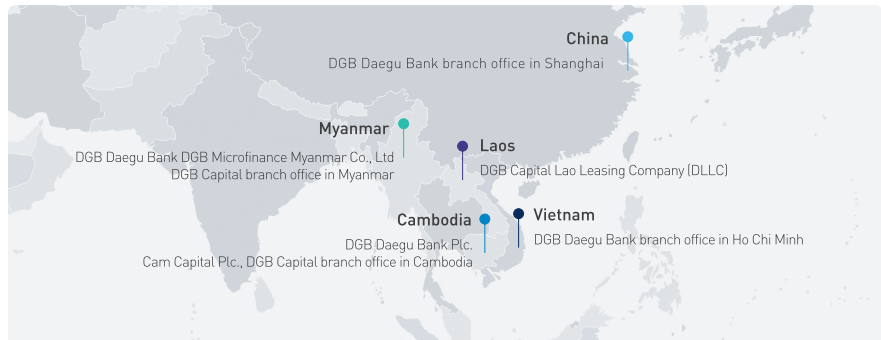 China
DGB Daegu Bank branch office in Shanghai
Myanmar
DGB Daegu Bank DGB Microfinance Myanmar Co., Ltd
DGB Capital branch office in Myanmar
Laos
DGB Capital Lao Leasing Company (DLLC)
Cambodia
DGB Daegu Bank Plc.
Cam Capital Plc., DGB Capital branch office in Cambodia
Vietnam
DGB Daegu Bank branch office in Ho Chi Minh